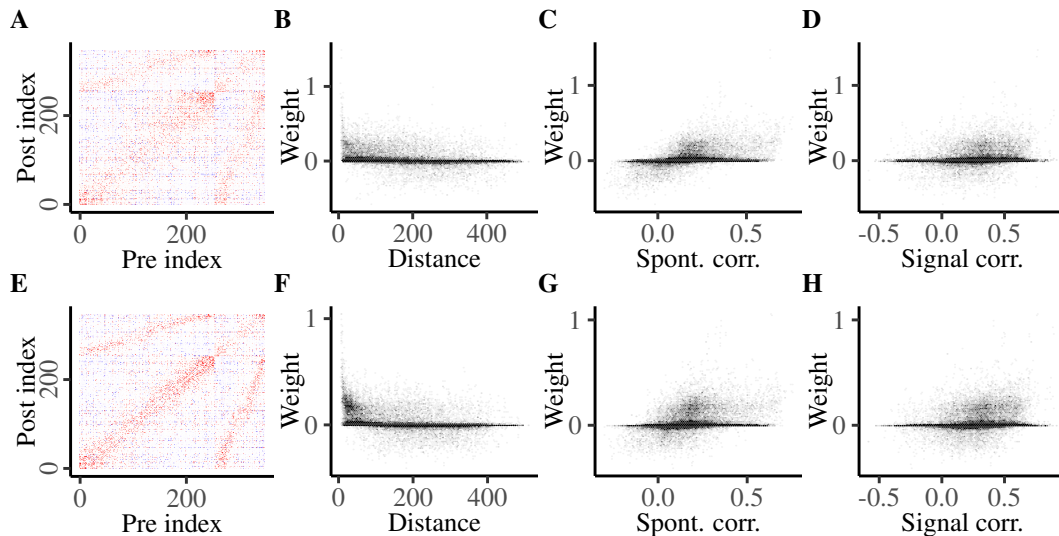 A
Post index
200
0
0
200
Pre index
B
Weight
1
0
0
200
400
Distance
C
Weight
1
0
0.0
0.5
Spont. corr.
D
Weight
1
0
-0.5
0.0
0.5
Signal corr.
E
Post index
200
0
0
200
Pre index
F
Weight
1
0
0
200
400
Distance
G
Weight
1
0
0.0
0.5
Spont. corr.
H
Weight
1
0
-0.5
0.0
0.5
Signal corr.